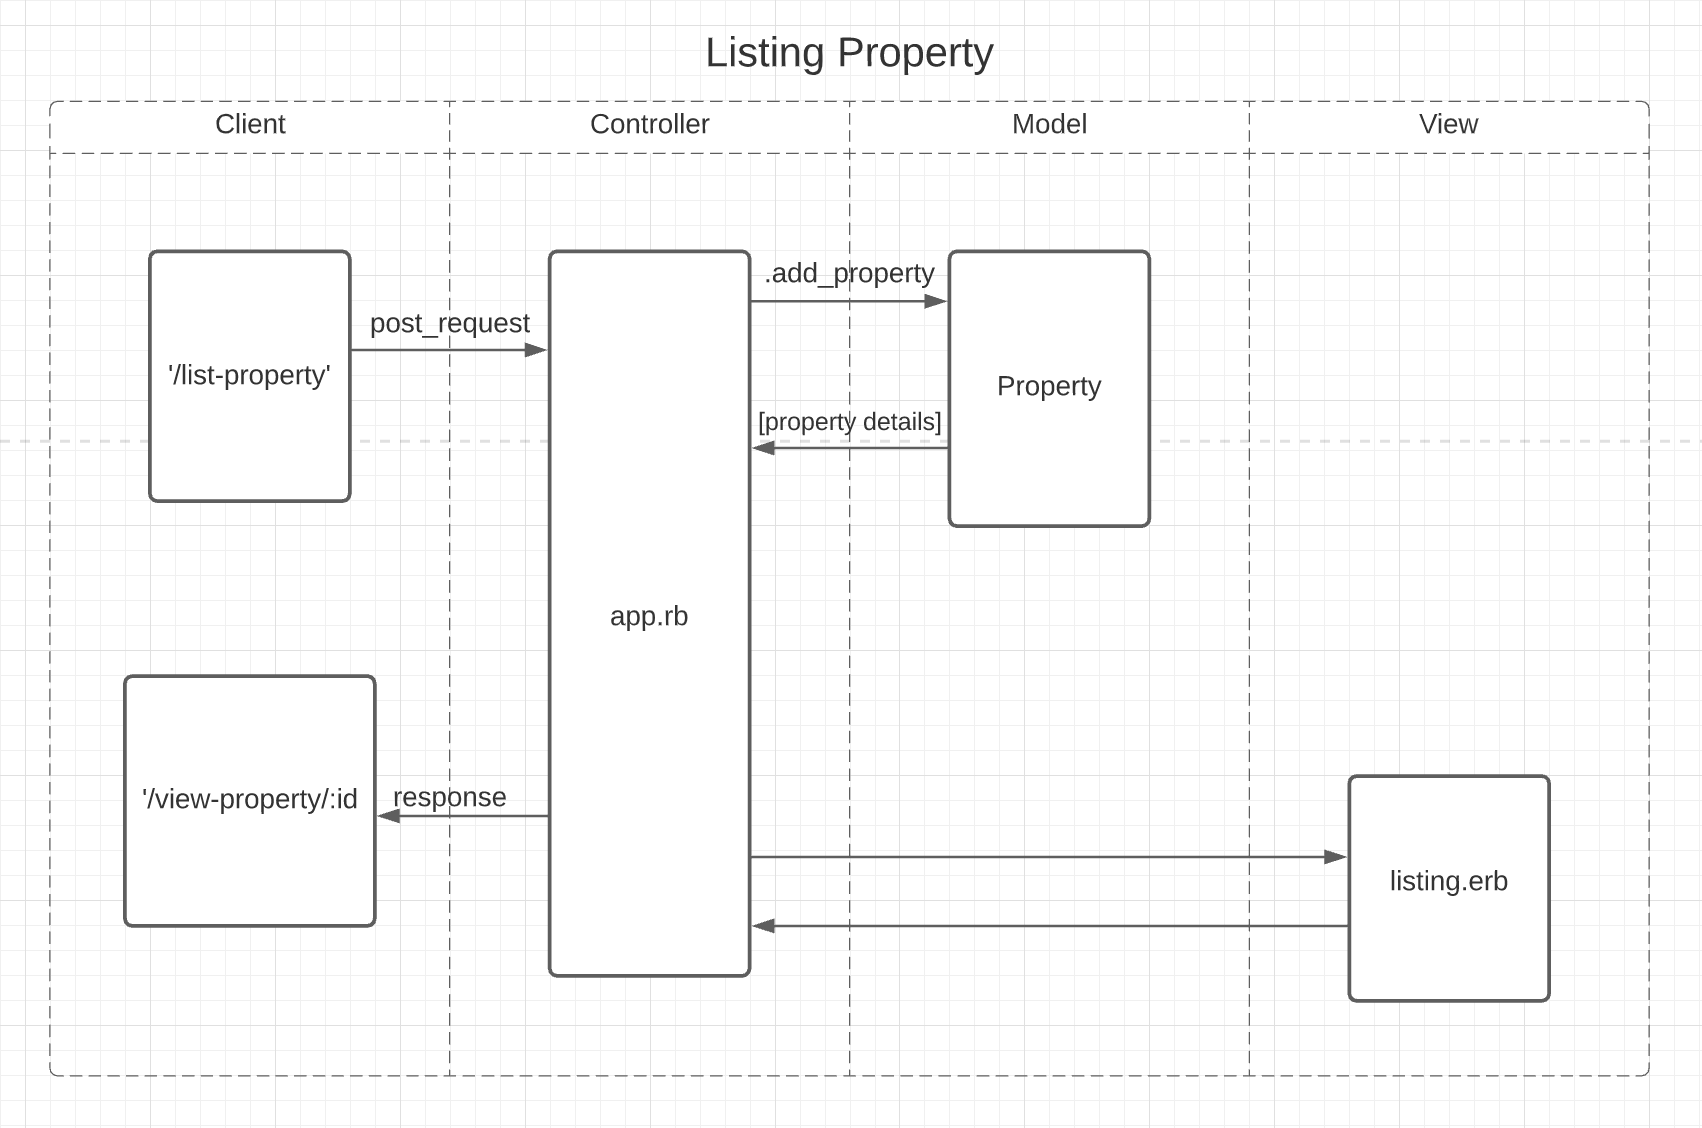 Listing Property
Client
Controller
Model
View
.add_property
post_request
'/list-property'
Property
[property details]
app.rb
'/view-property/:id
response
listing.erb